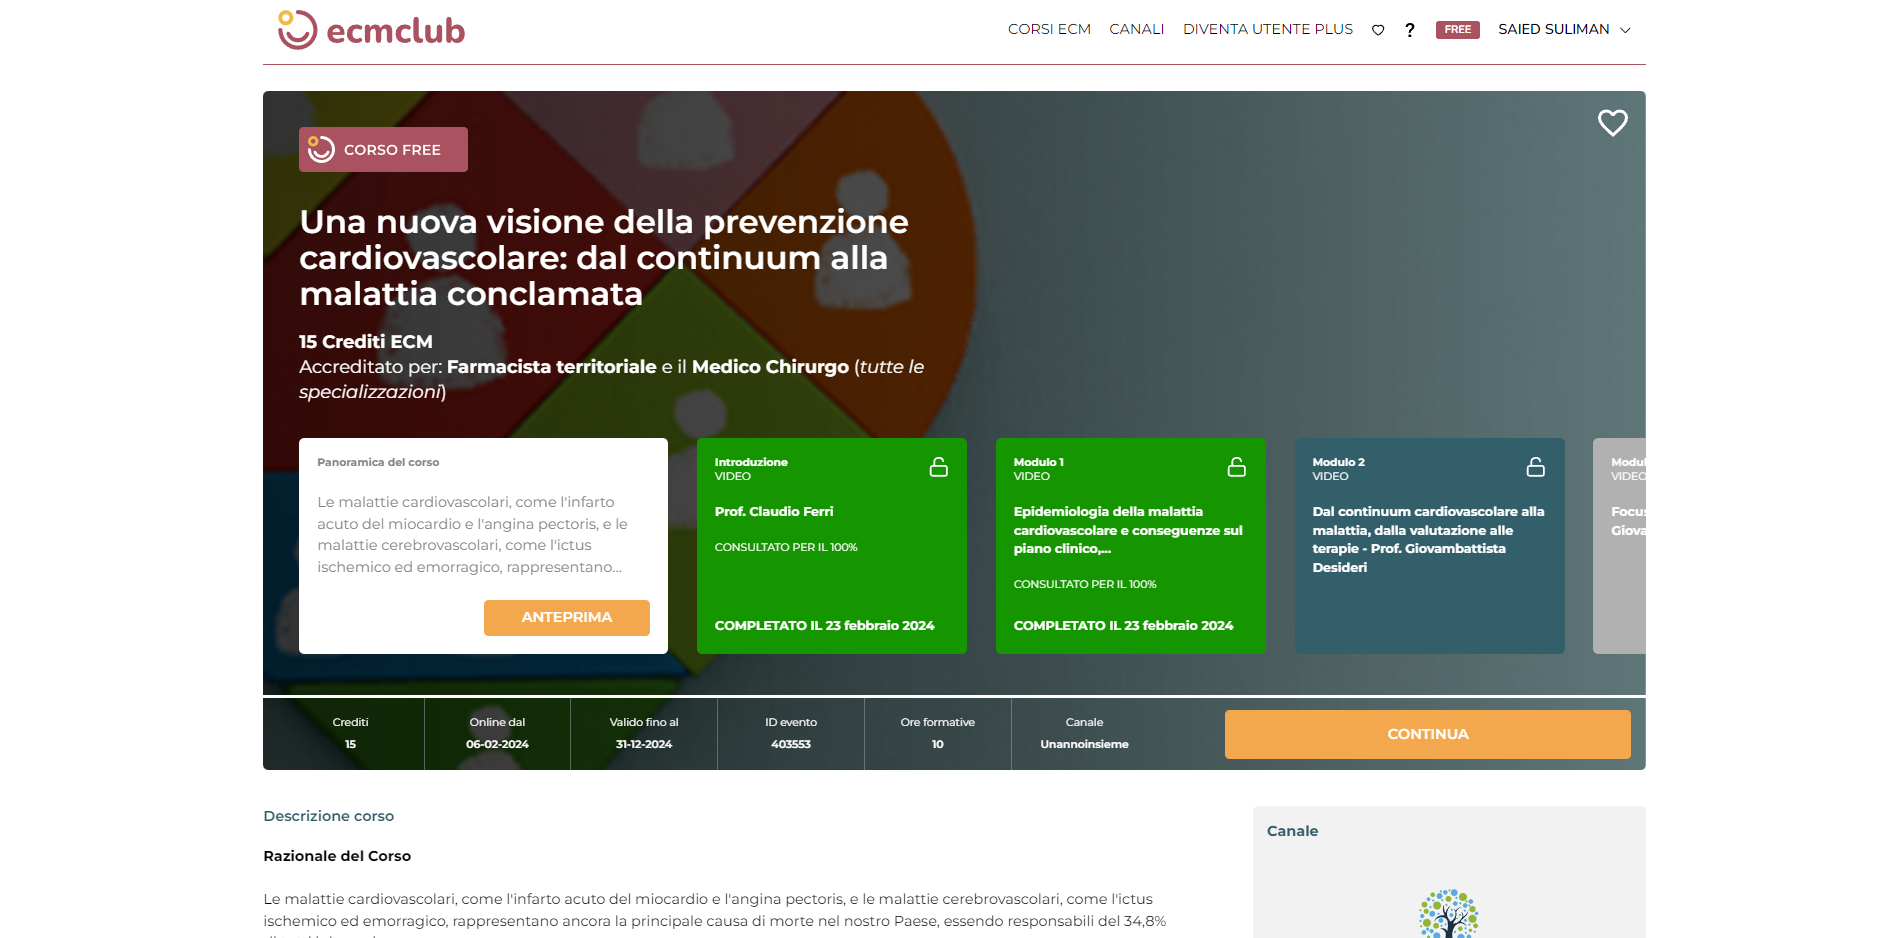 ecmclub
CORSI ECM
CANALI
DIVENTA UTENTE PLUS
?
FREE
SAIED SULIMAN
CORSO FREE
Una nuova visione della prevenzione
cardiovascolare: dal continuum alla
malattia conclamata
15 Crediti ECM
Accreditato per: Farmacista territoriale e il Medico Chirurgo (tutte le
specializzazioni)
Panoramica del corso
Le malattie cardiovascolari, come l'infarto
acuto del miocardio e l'angina pectoris, e le
malattie cerebrovascolari, come l'ictus
ischemico ed emorragico, rappresentano...
ANTEPRIMA
Introduzione
VIDEO
Prof. Claudio Ferri
CONSULTATO PER IL 100%
COMPLETATO IL 23 febbraio 2024
Modulo 1
VIDEO
Epidemiologia della malattia
cardiovascolare e conseguenze sul
piano clinico,...
CONSULTATO PER IL 100%
COMPLETATO IL 23 febbraio 2024
Modulo 2
VIDEO
Dal continuum cardiovascolare alla
malattia, dalla valutazione alle
terapie - Prof. Giovambattista
Desideri
VIDEO
Crediti
15
Online dal
06-02-2024
Valido fino al
31-12-2024
ID evento
403553
Ore formative
10
Canale
Unannoinsieme
CONTINUA
Descrizione corso
Razionale del Corso
Le malattie cardiovascolari, come l'infarto acuto del miocardio e l'angina pectoris, e le malattie cerebrovascolari, come l'ictus
ischemico ed emorragico, rappresentano ancora la principale causa di morte nel nostro Paese, essendo responsabili del 34,8%
Canale